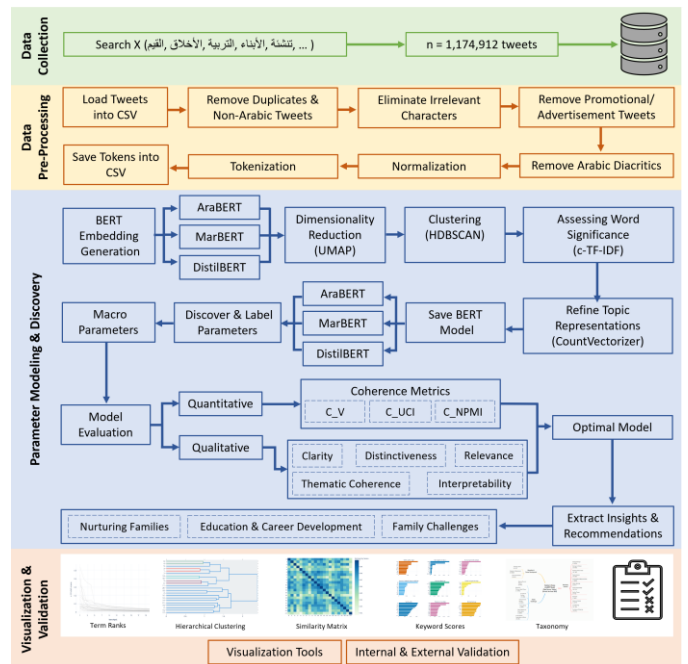 Data
Collection
Search X (القيم, الأخلاق, التربية, الأبناء, تنشئة, ... )
n = 1,174,912 tweets
Data
Pre-Processing
Load Tweets
into CSV
Remove Duplicates &
Non-Arabic Tweets
Eliminate Irrelevant
Characters
Remove Promotional/
Advertisement Tweets
Save Tokens into
CSV
Tokenization
Normalization
Remove Arabic Diacritics
Parameter Modeling & Discovery
BERT
Embedding
Generation
AraBERT
MarBERT
DistilBERT
Dimensionality
Reduction
(UMAP)
Clustering
(HDBSCAN)
Assessing Word
Significance
(c-TF-IDF)
Macro
Parameters
Discover & Label
Parameters
AraBERT
MarBERT
DistilBERT
Save BERT
Model
Refine Topic
Representations
(CountVectorizer)
Model
Evaluation
Quantitative
Coherence Metrics
C_V
C_UCI
C_NPMI
Qualitative
Clarity
Distinctiveness
Relevance
Thematic Coherence
Interpretability
Optimal Model
Nurturing Families
Education & Career Development
Family Challenges
Extract Insights &
Recommendations
Visualization &
Validation
Term Ranks
Hierarchical Clustering
Similarity Matrix
Keyword Scores
Taxonomy
Visualization Tools
Internal & External Validation